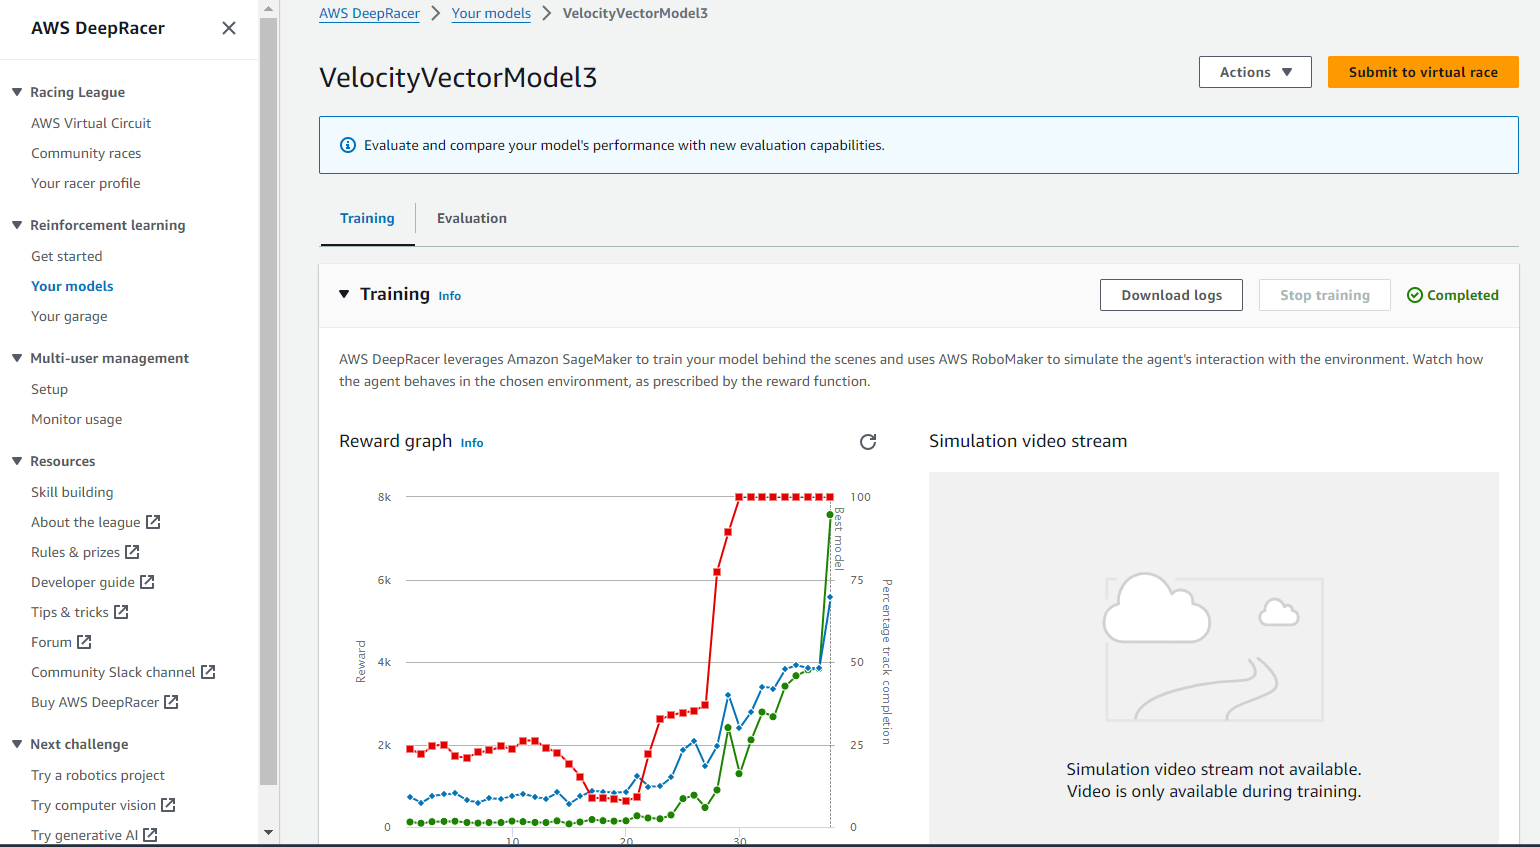 AWS DeepRacer
Racing League
AWS Virtual Circuit
Community races
Your racer profile
Reinforcement learning
Get started
Your models
Your garage
Multi-user management
Setup
Monitor usage
Resources
Skill building
About the league
Rules & prizes
Developer guide
Tips & tricks
Forum
Community Slack channel
Buy AWS DeepRacer
Next challenge
Try a robotics project
Try computer vision
Try generative AI
AWS DeepRacer > Your models > VelocityVectorModel3
VelocityVectorModel3
Actions
Submit to virtual race
Evaluate and compare your model's performance with new evaluation capabilities.
Training
Evaluation
Training Info
Download logs
Stop training
Completed
AWS DeepRacer leverages Amazon SageMaker to train your model behind the scenes and uses AWS RoboMaker to simulate the agent's interaction with the environment. Watch how
the agent behaves in the chosen environment, as prescribed by the reward function.
Reward graph Info
8k
6k
4k
2k
0
Reward
100
75
50
25
0
Percentage track completion
Best model
10
20
30
Simulation video stream
Simulation video stream not available.
Video is only available during training.